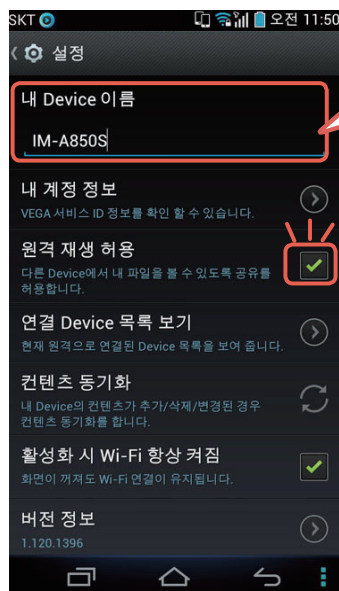 SKT 오전 11:50
설정
내 Device 이름
IM-A850S
내 계정 정보
VEGA 서비스 ID 정보를 확인 할 수 있습니다.
원격 재생 허용
다른 Device에서 내 파일을 볼 수 있도록 공유를
허용합니다.
연결 Device 목록 보기
현재 원격으로 연결된 Device 목록을 보여 줍니다.
컨텐츠 동기화
내 Device의 컨텐츠가 추가/삭제/변경된 경우
컨텐츠 동기화를 합니다.
활성화 시 Wi-Fi 항상 켜짐
화면이 꺼져도 Wi-Fi 연결이 유지됩니다.
버전 정보
1.120.1396